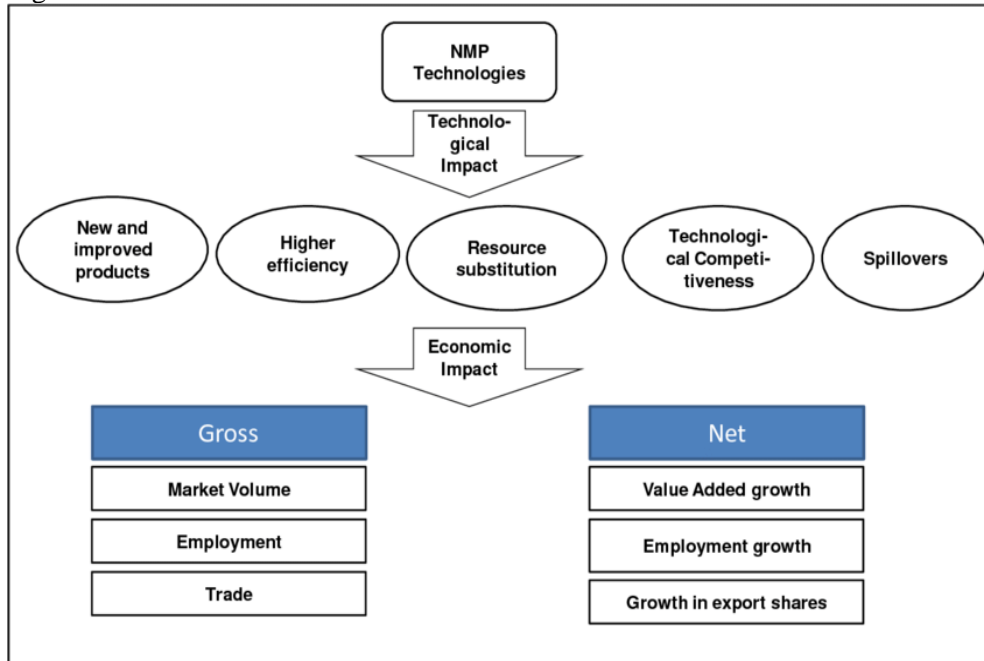 NMP
Technologies
Technolo-
gical
Impact
New and
improved
products
Higher
efficiency
Resource
substitution
Technologi-
cal Competi-
tiveness
Spillovers
Economic
Impact
Gross
Market Volume
Employment
Trade
Net
Value Added growth
Employment growth
Growth in export shares